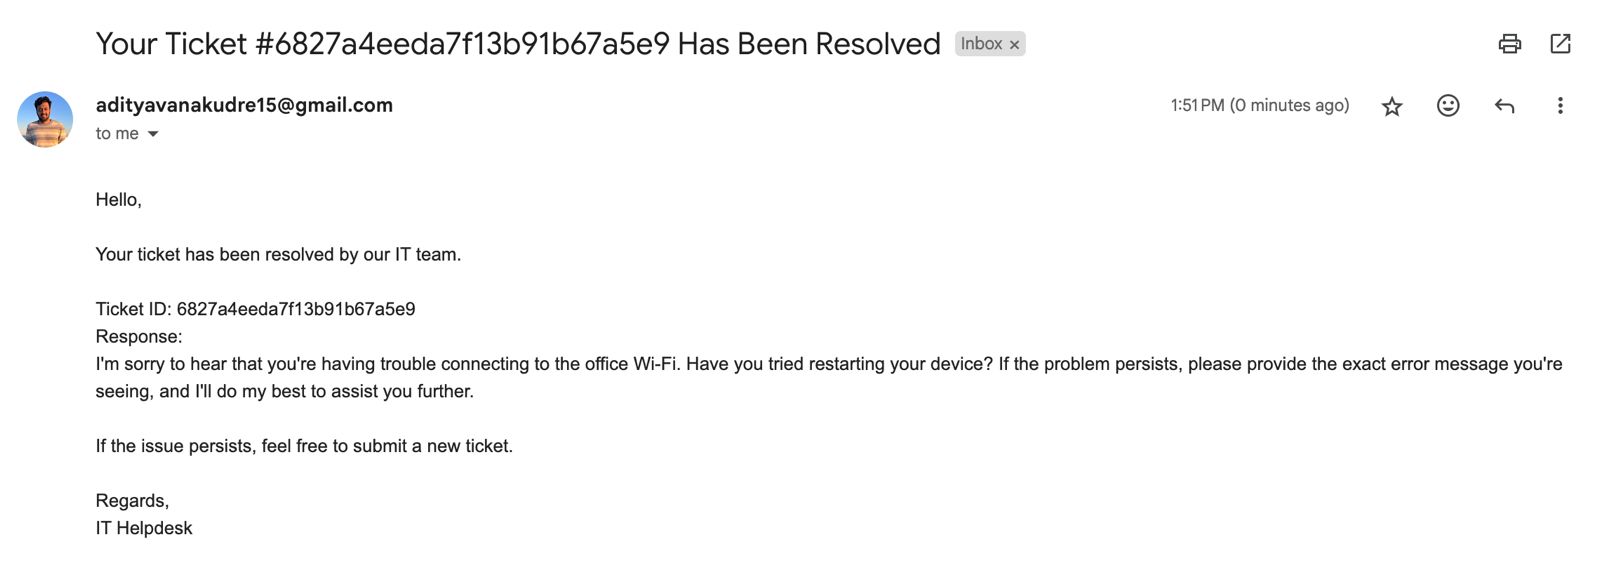 Your Ticket #6827a4eeda7f13b91b67a5e9 Has Been Resolved Inbox ×
adityavanakudre15@gmail.com 1:51 PM (0 minutes ago)
to me
Hello,
Your ticket has been resolved by our IT team.
Ticket ID: 6827a4eeda7f13b91b67a5e9
Response:
I'm sorry to hear that you're having trouble connecting to the office Wi-Fi. Have you tried restarting your device? If the problem persists, please provide the exact error message you're
seeing, and I'll do my best to assist you further.
If the issue persists, feel free to submit a new ticket.
Regards,
IT Helpdesk